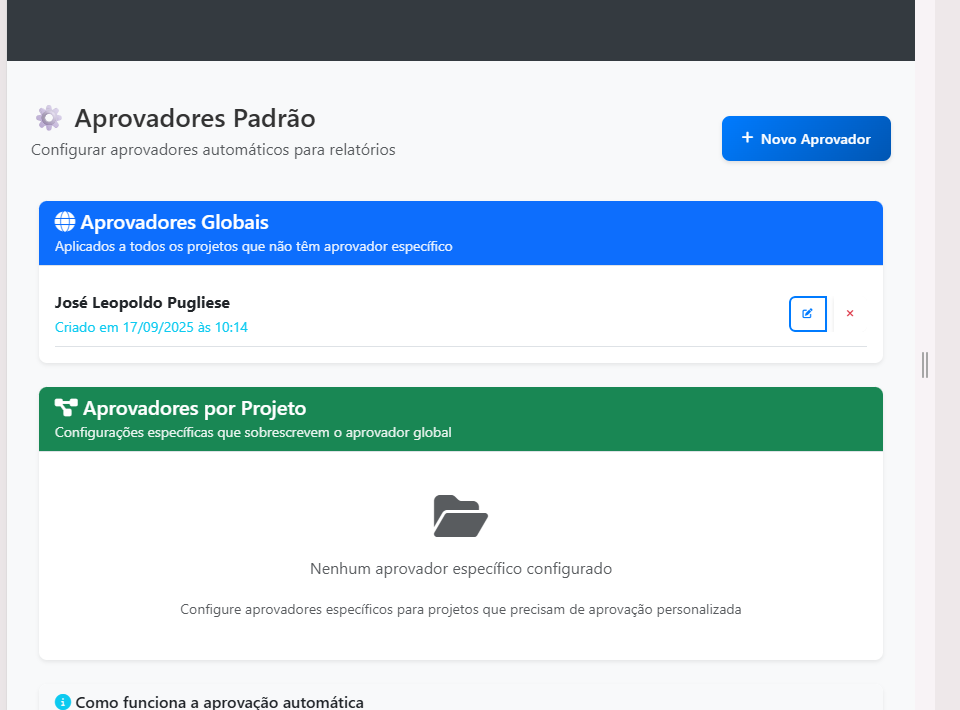 Aprovadores Padrão
Configurar aprovadores automáticos para relatórios
+ Novo Aprovador
Aprovadores Globais
Aplicados a todos os projetos que não têm aprovador específico
José Leopoldo Pugliese
Criado em 17/09/2025 às 10:14
Aprovadores por Projeto
Configurações específicas que sobrescrevem o aprovador global
Nenhum aprovador específico configurado
Configure aprovadores específicos para projetos que precisam de aprovação personalizada
Como funciona a aprovação automática